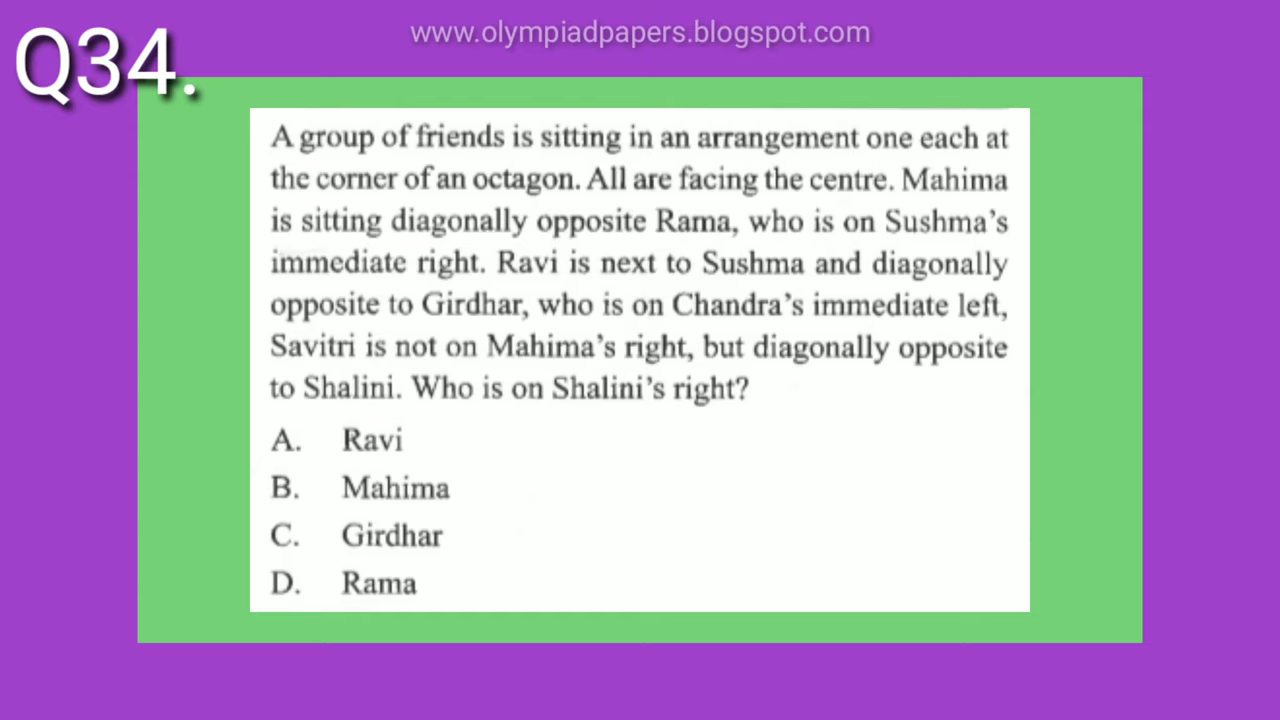 www.olympiadpapers.blogspot.com
Q34.
A group of friends is sitting in an arrangement one each at
the corner of an octagon. All are facing the centre. Mahima
is sitting diagonally opposite Rama, who is on Sushma's
immediate right. Ravi is next to Sushma and diagonally
opposite to Girdhar, who is on Chandra's immediate left,
Savitri is not on Mahima's right, but diagonally opposite
to Shalini. Who is on Shalini's right?
A. Ravi
B. Mahima
C. Girdhar
D. Rama